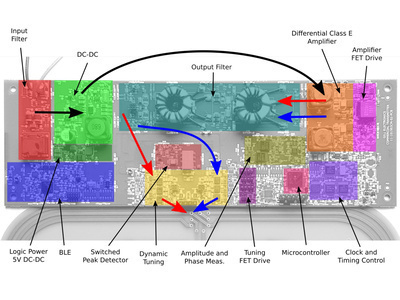 Input
Filter
DC-DC
Output Filter
Differential Class E
Amplifier
Amplifier
FET Drive
Logic Power
5V DC-DC
BLE
Switched
Peak Detector
Dynamic
Tuning
Amplitude and
Phase Meas.
Tuning
FET Drive
Microcontroller
Clock and
Timing Control